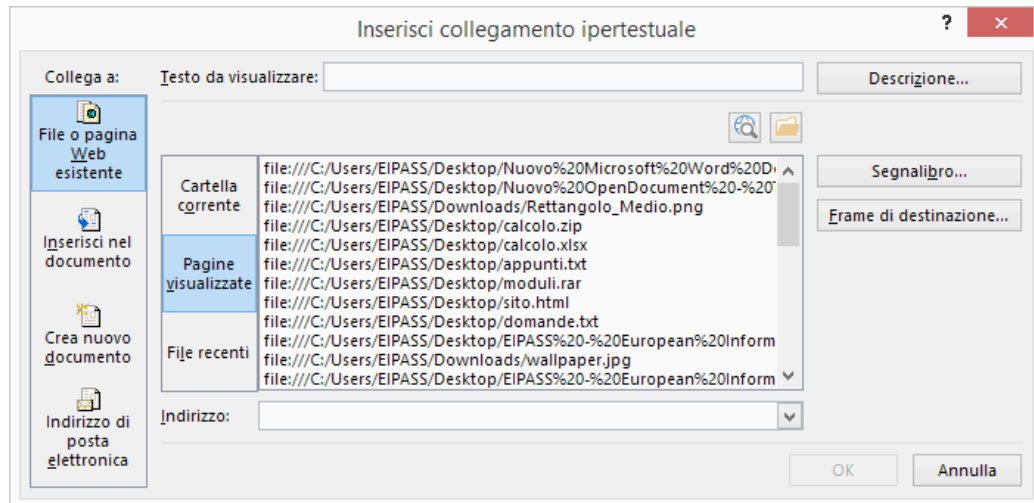 Inserisci collegamento ipertestuale
?
Collega a:
Testo da visualizzare:
Descrizione...
File o pagina
Web
esistente
Inserisci nel
documento
Crea nuovo
documento
Indirizzo di
posta
elettronica
Cartella
corrente
Pagine
visualizzate
File recenti
file:///C:/Users/EIPASS/Desktop/Nuovo%20Microsoft%20Word%20D
file:///C:/Users/EIPASS/Desktop/Nuovo%20OpenDocument%20-%20
file:///C:/Users/EIPASS/Downloads/Rettangolo_Medio.png
file:///C:/Users/EIPASS/Desktop/calcolo.zip
file:///C:/Users/EIPASS/Desktop/calcolo.xlsx
file:///C:/Users/EIPASS/Desktop/appunti.txt
file:///C:/Users/EIPASS/Desktop/moduli.rar
file:///C:/Users/EIPASS/Desktop/sito.html
file:///C:/Users/EIPASS/Desktop/domande.txt
file:///C:/Users/EIPASS/Desktop/EIPASS%20-%20European%20Inform
file:///C:/Users/EIPASS/Downloads/wallpaper.jpg
file:///C:/Users/EIPASS/Desktop/EIPASS%20-%20European%20Inform
Segnalibro...
Frame di destinazione...
Indirizzo:
OK
Annulla